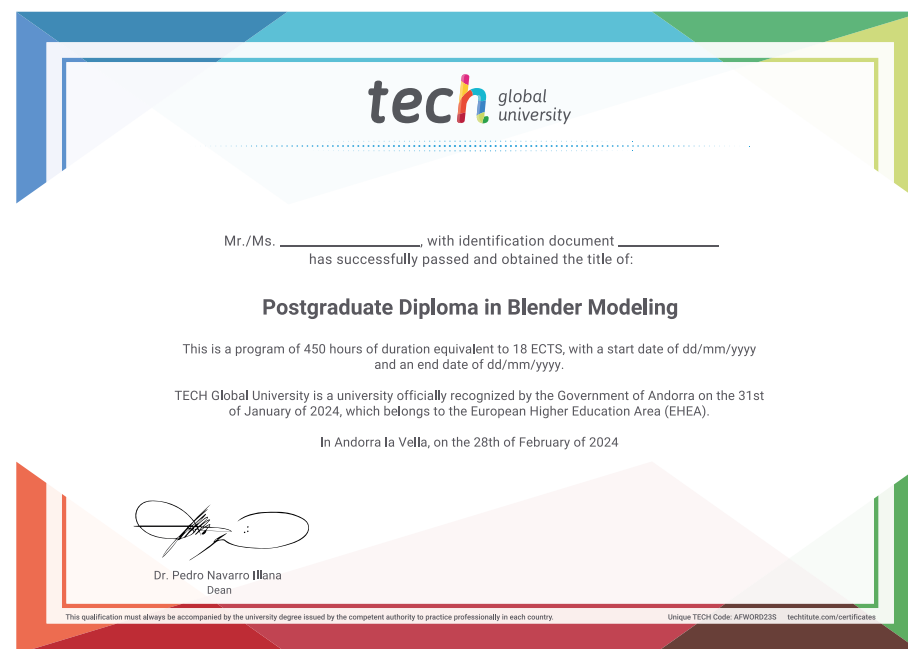 tech global university
Mr./Ms. ____________________, with identification document ______________
has successfully passed and obtained the title of:
Postgraduate Diploma in Blender Modeling
This is a program of 450 hours of duration equivalent to 18 ECTS, with a start date of dd/mm/yyyy
and an end date of dd/mm/yyyy.
TECH Global University is a university officially recognized by the Government of Andorra on the 31st
of January of 2024, which belongs to the European Higher Education Area (EHEA).
In Andorra la Vella, on the 28th of February of 2024
Dr. Pedro Navarro Illana
Dean
This qualification must always be accompanied by the university degree issued by the competent authority to practice professionally in each country.
Unique TECH Code: AFWORD23S techtitute.com/certificates